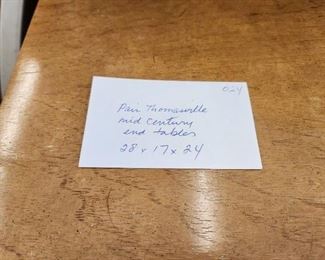 024
Pair Thomasville
mid century
end tables
28 x 17 x 24